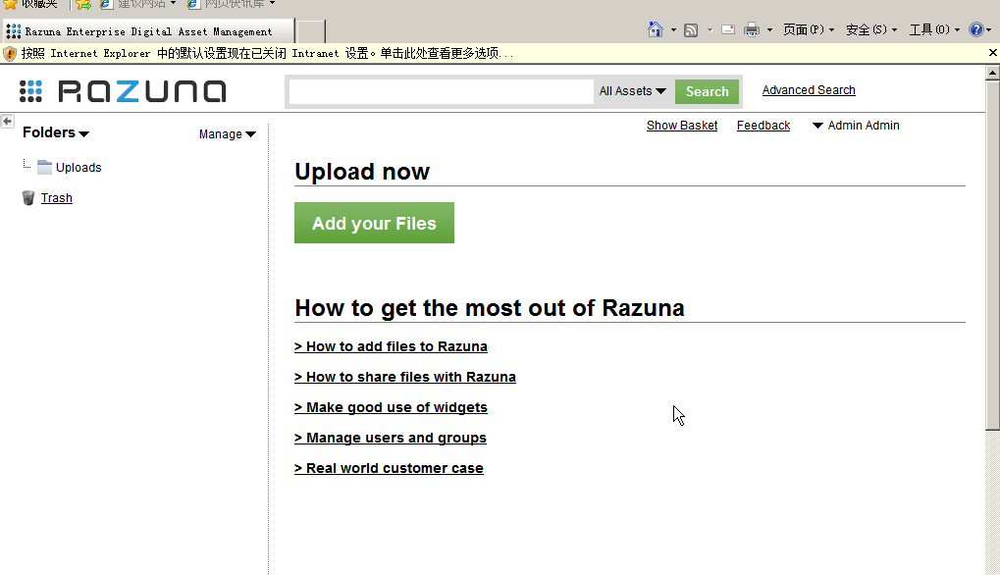 收藏夹 建议网站 网页快讯库
Razuna Enterprise Digital Asset Management
页面(P) 安全(S) 工具(O)
按照 Internet Explorer 中的默认设置现在已关闭 Intranet 设置。单击此处查看更多选项...
RAZUNA
All Assets Search Advanced Search
Show Basket Feedback Admin Admin
Folders Manage
Uploads
Trash
Upload now
Add your Files
How to get the most out of Razuna
> How to add files to Razuna
> How to share files with Razuna
> Make good use of widgets
> Manage users and groups
> Real world customer case